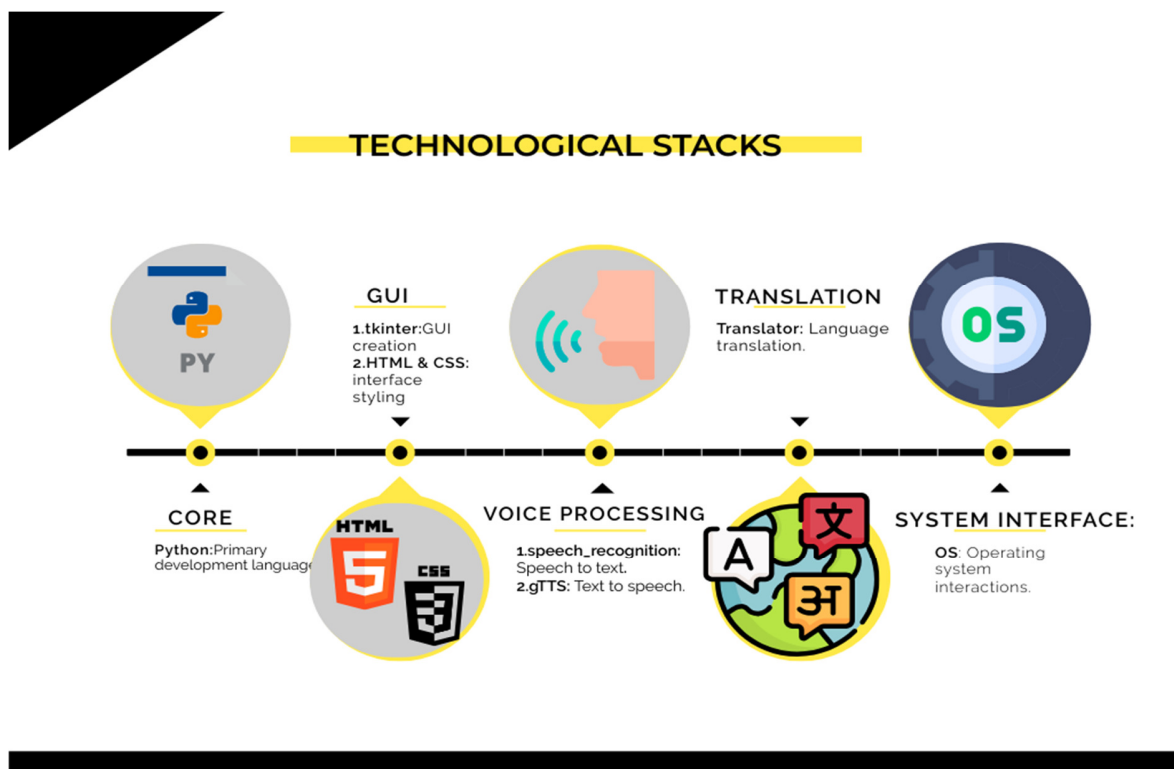 TECHNOLOGICAL STACKS
PY
GUI
1.tkinter:GUI
creation
2.HTML & CSS:
interface
styling
TRANSLATION
Translator: Language
translation.
OS
CORE
Python:Primary
development language
HTML
5
CSS
3
VOICE PROCESSING
1.speech_recognition:
Speech to text.
2.gTTS: Text to speech.
A
文
अ
SYSTEM INTERFACE:
OS: Operating
system
interactions.